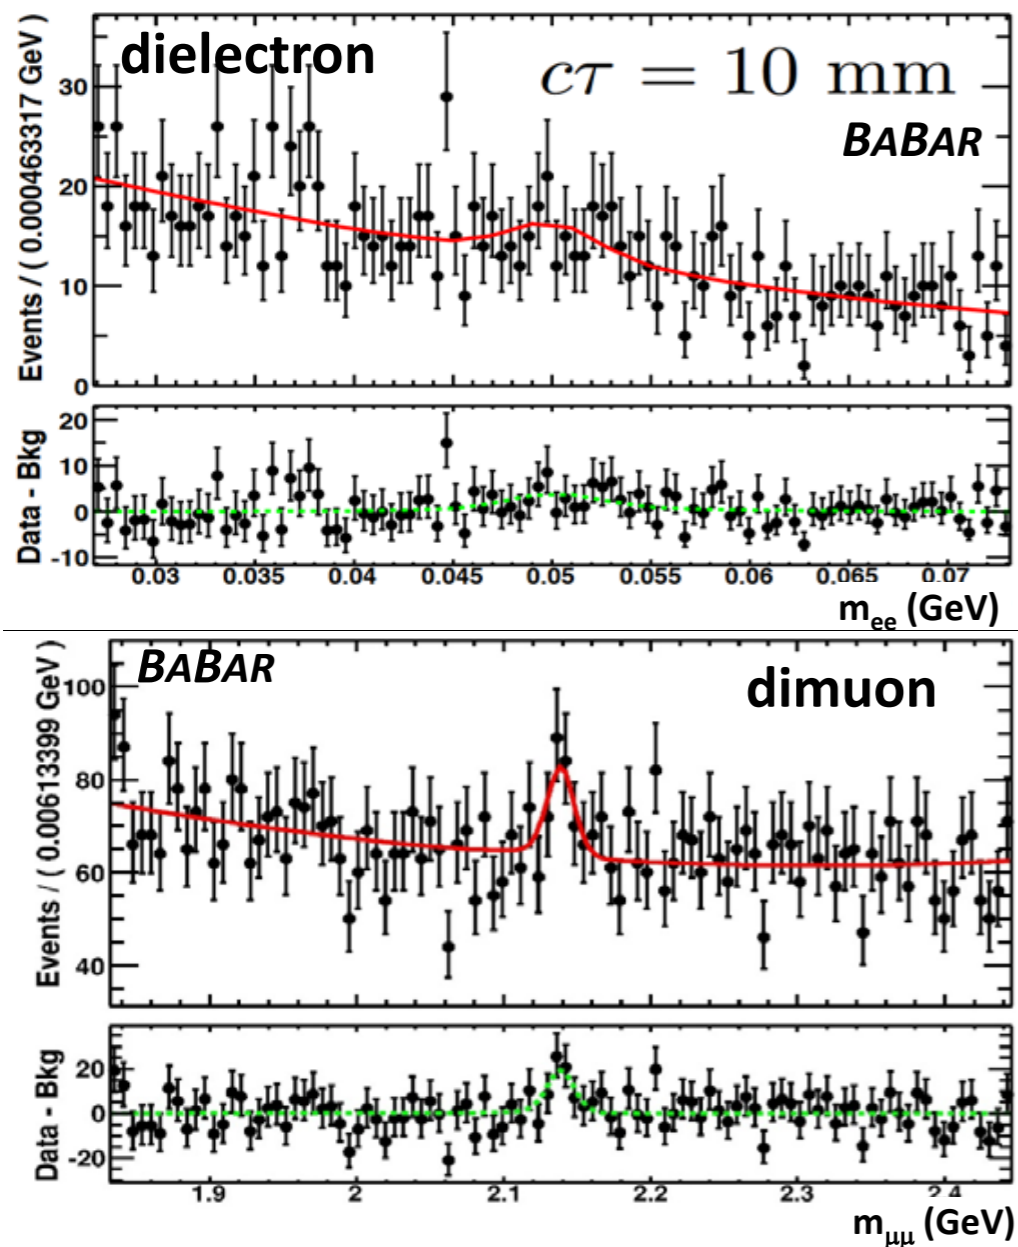 dielectron
cτ = 10 mm
BABAR
Events / ( 0.000463317 GeV )
30
20
10
0
Data - Bkg
20
10
0
-10
0.03 0.035 0.04 0.045 0.05 0.055 0.06 0.065 0.07
mee (GeV)
BABAR
dimuon
Events / ( 0.00613399 GeV )
100
80
60
40
Data - Bkg
20
0
-20
1.9 2 2.1 2.2 2.3 2.4
mμμ (GeV)